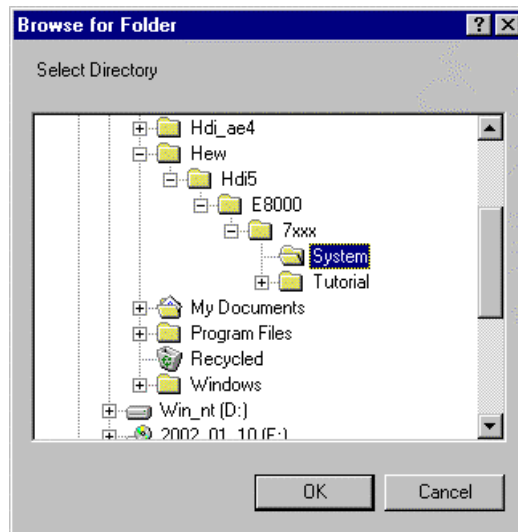 Browse for Folder
Select Directory
Hdi_ae4
Hew
Hdi5
E8000
7xxx
System
Tutorial
My Documents
Program Files
Recycled
Windows
Win_nt (D:)
2002_01_10 (E:)
OK
Cancel